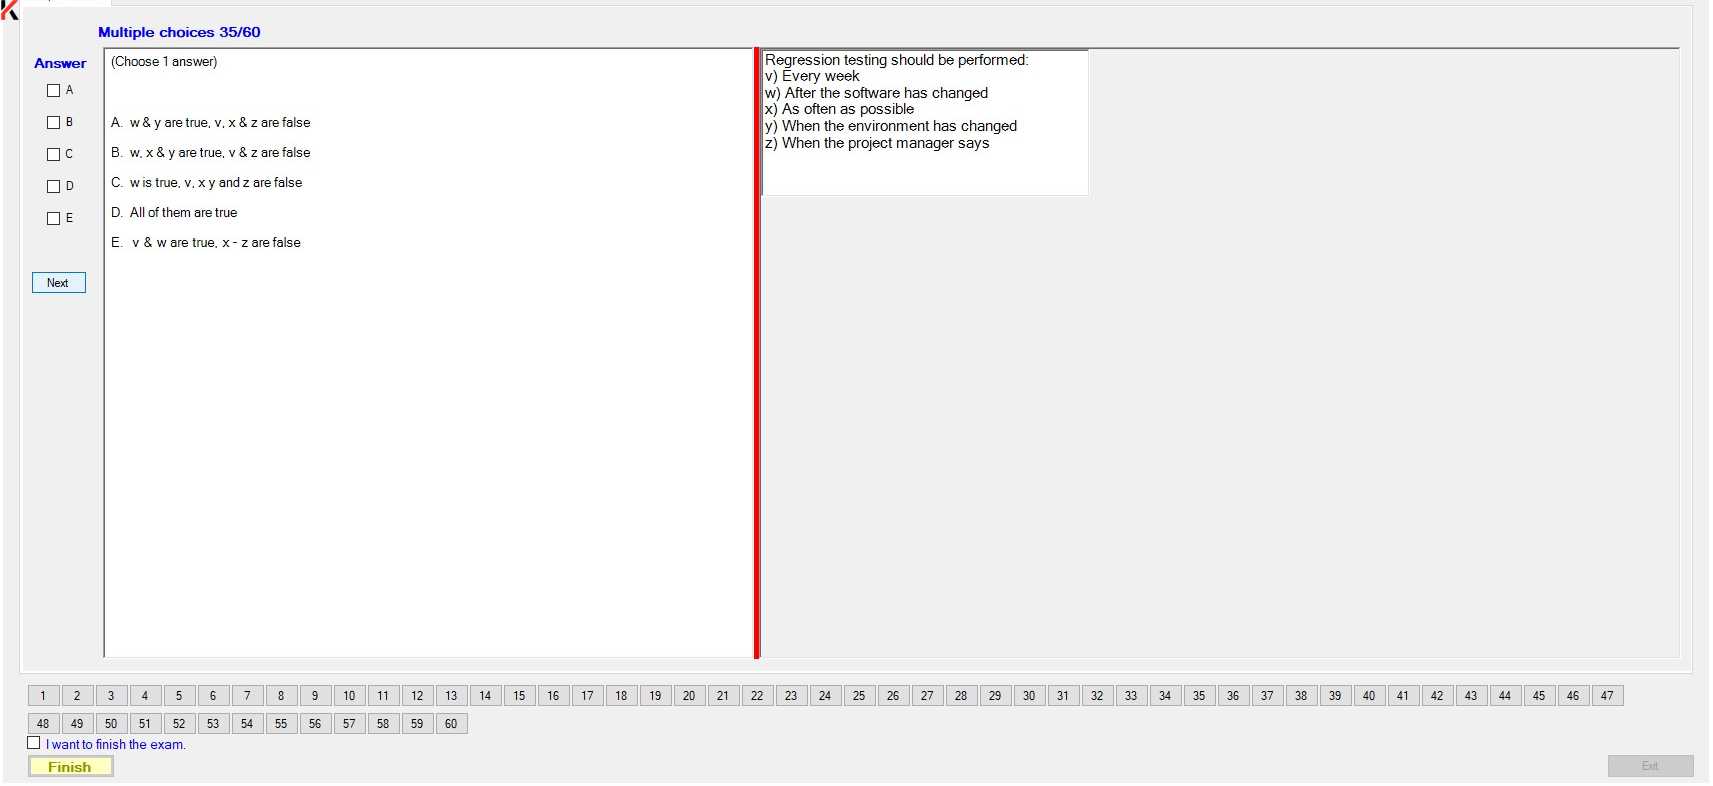 Multiple choices 35/60
Answer
(Choose 1 answer)
A
B
C
D
E
Next
A. w & y are true, v, x & z are false
B. w, x & y are true, v & z are false
C. w is true, v, x y and z are false
D. All of them are true
E. v & w are true, x - z are false
Regression testing should be performed:
v) Every week
w) After the software has changed
x) As often as possible
y) When the environment has changed
z) When the project manager says
1 2 3 4 5 6 7 8 9 10 11 12 13 14 15 16 17 18 19 20 21 22 23 24 25 26 27 28 29 30 31 32 33 34 35 36 37 38 39 40 41 42 43 44 45 46 47
48 49 50 51 52 53 54 55 56 57 58 59 60
I want to finish the exam.
Finish
Exit